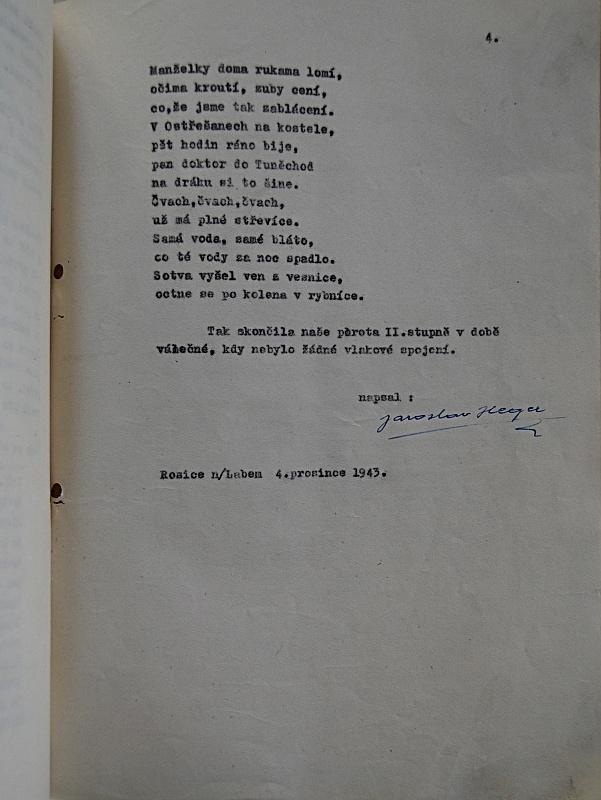 4.
Manželky doma rukama lomí,
očima kroutí, zuby cení,
co,že jsme tak zablácení.
V Ostřešanech na kostele,
pět hodin ráno bije,
pan doktor do Tuněchod
na dráku si to šine.
Čvach,čvach,čvach,
už má plné střevíce.
Samá voda, samé bláto,
co té vody za noc spadlo.
Sotva vyšel ven z vesnice,
octne se po kolena v rybníce.
Tak skončila naše pěrota II.stupně v době
válečné, kdy nebylo žádné vlakové spojení.
napsal :
Jaroslav Heger
Rosice n/Labem 4.prosince 1943.